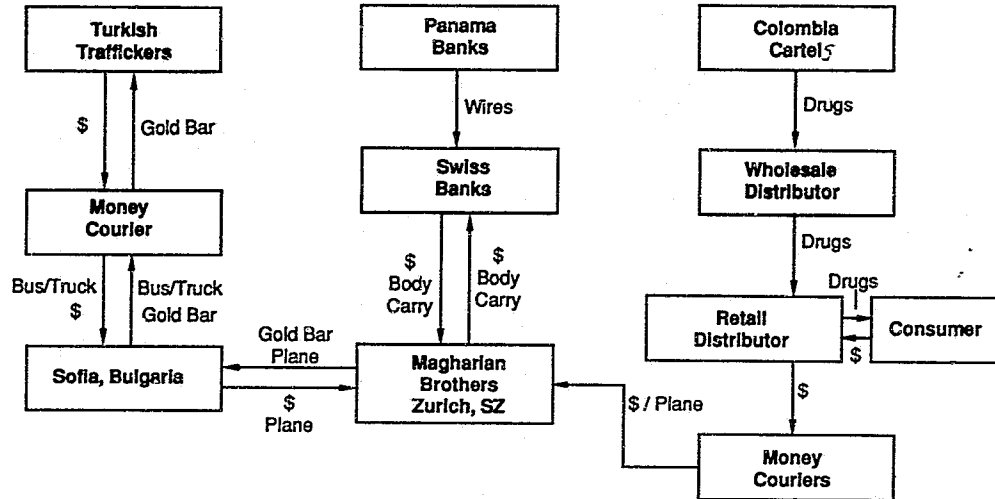 Turkish
Traffickers
Panama
Banks
Colombia
Cartels
$
Gold Bar
Wires
Drugs
Money
Courier
Swiss
Banks
Wholesale
Distributor
Bus/Truck
$
Bus/Truck
Gold Bar
$
Body
Carry
$
Body
Carry
Drugs
Drugs
Retail
Distributor
Consumer
$
Sofia, Bulgaria
Gold Bar
Plane
$
Plane
Magharian
Brothers
Zurich, SZ
$ / Plane
$
Money
Couriers